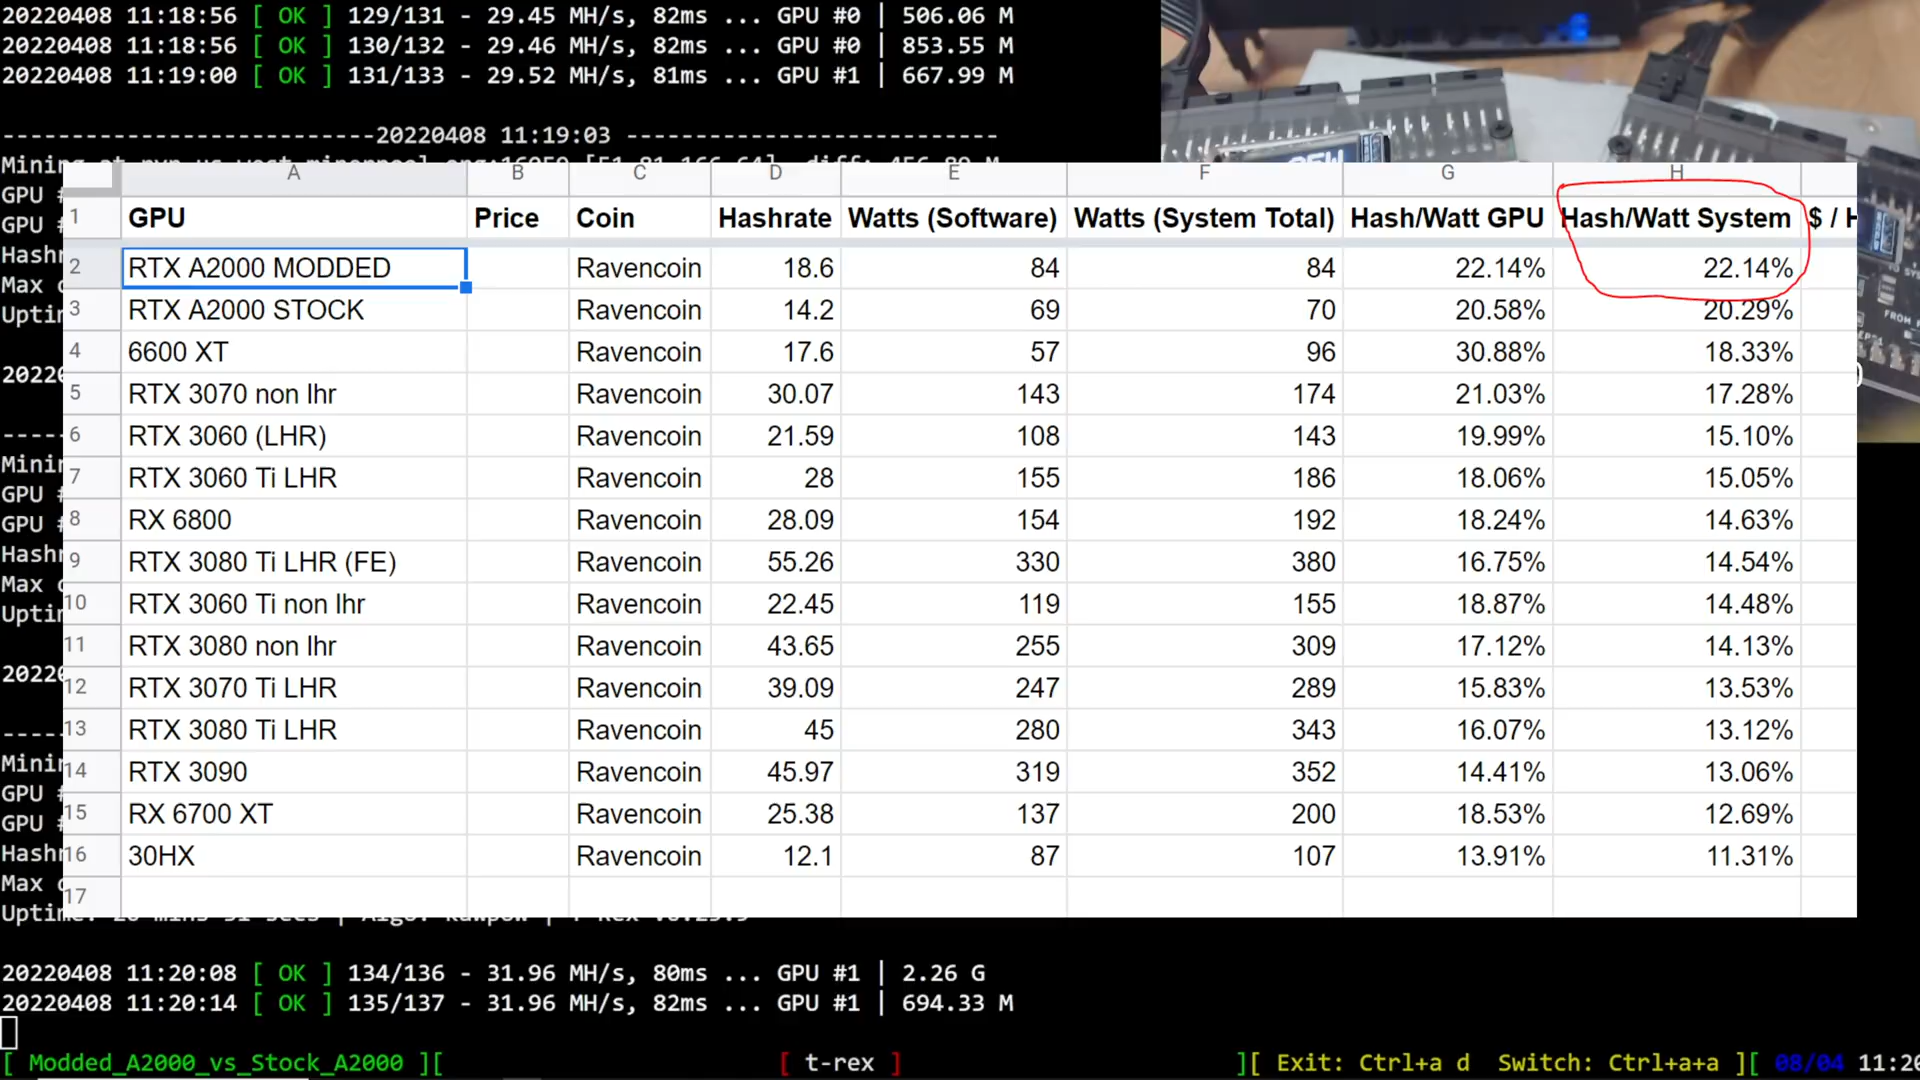 20220408 11:18:56 [ OK ] 129/131 - 29.45 MH/s, 82ms ... GPU #0 | 506.06 M
20220408 11:18:56 [ OK ] 130/132 - 29.46 MH/s, 82ms ... GPU #0 | 853.55 M
20220408 11:19:00 [ OK ] 131/133 - 29.52 MH/s, 81ms ... GPU #1 | 667.99 M
---------------------------20220408 11:19:03 ---------------------------
A B C D E F G H
1 GPU Price Coin Hashrate Watts (Software) Watts (System Total) Hash/Watt GPU Hash/Watt System $ / H
2 RTX A2000 MODDED Ravencoin 18.6 84 84 22.14% 22.14%
3 RTX A2000 STOCK Ravencoin 14.2 69 70 20.58% 20.29%
4 6600 XT Ravencoin 17.6 57 96 30.88% 18.33%
5 RTX 3070 non lhr Ravencoin 30.07 143 174 21.03% 17.28%
6 RTX 3060 (LHR) Ravencoin 21.59 108 143 19.99% 15.10%
7 RTX 3060 Ti LHR Ravencoin 28 155 186 18.06% 15.05%
8 RX 6800 Ravencoin 28.09 154 192 18.24% 14.63%
9 RTX 3080 Ti LHR (FE) Ravencoin 55.26 330 380 16.75% 14.54%
10 RTX 3060 Ti non lhr Ravencoin 22.45 119 155 18.87% 14.48%
11 RTX 3080 non lhr Ravencoin 43.65 255 309 17.12% 14.13%
12 RTX 3070 Ti LHR Ravencoin 39.09 247 289 15.83% 13.53%
13 RTX 3080 Ti LHR Ravencoin 45 280 343 16.07% 13.12%
14 RTX 3090 Ravencoin 45.97 319 352 14.41% 13.06%
15 RX 6700 XT Ravencoin 25.38 137 200 18.53% 12.69%
16 30HX Ravencoin 12.1 87 107 13.91% 11.31%
17
20220408 11:20:08 [ OK ] 134/136 - 31.96 MH/s, 80ms ... GPU #1 | 2.26 G
20220408 11:20:14 [ OK ] 135/137 - 31.96 MH/s, 82ms ... GPU #1 | 694.33 M
[ Modded_A2000_vs_Stock_A2000 ][ [ t-rex ] ][ Exit: Ctrl+a d Switch: Ctrl+a+a ][ 08/04 11:20